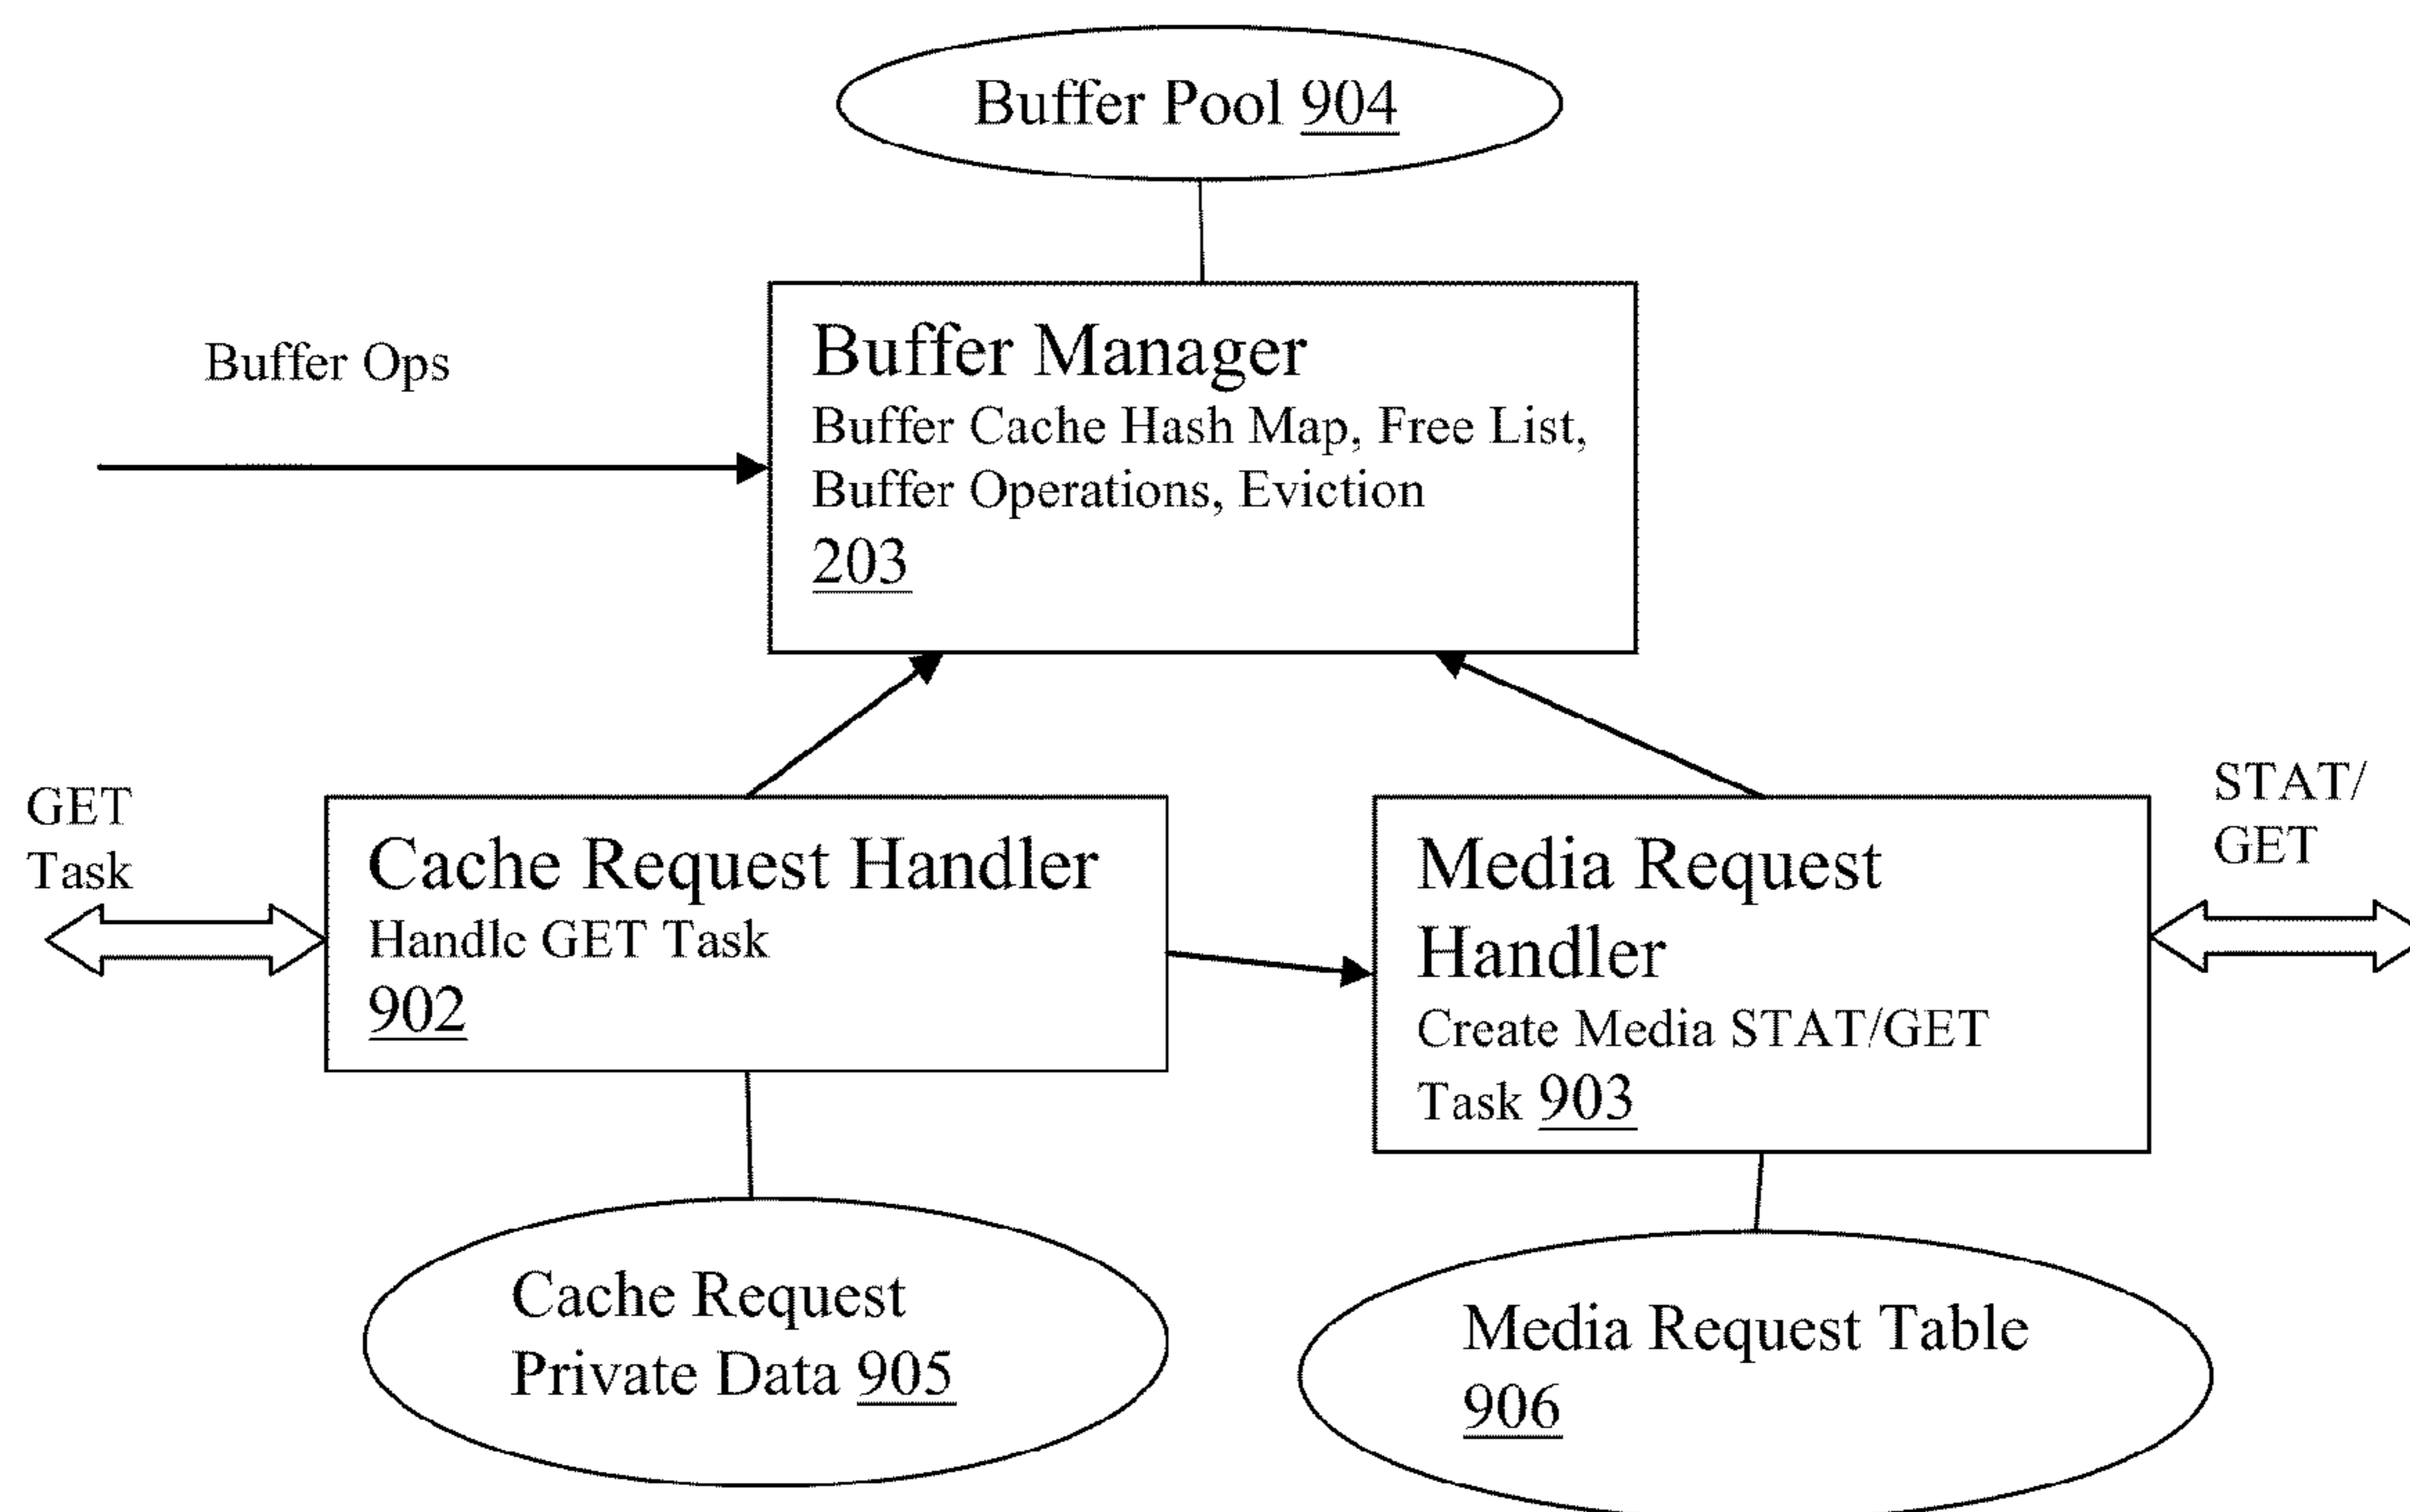 Buffer Pool 904
Buffer Ops
Buffer Manager
Buffer Cache Hash Map, Free List,
Buffer Operations, Eviction
203
GET
Task
Cache Request Handler
Handle GET Task
902
Media Request
Handler
Create Media STAT/GET
Task 903
STAT/
GET
Cache Request
Private Data 905
Media Request Table
906